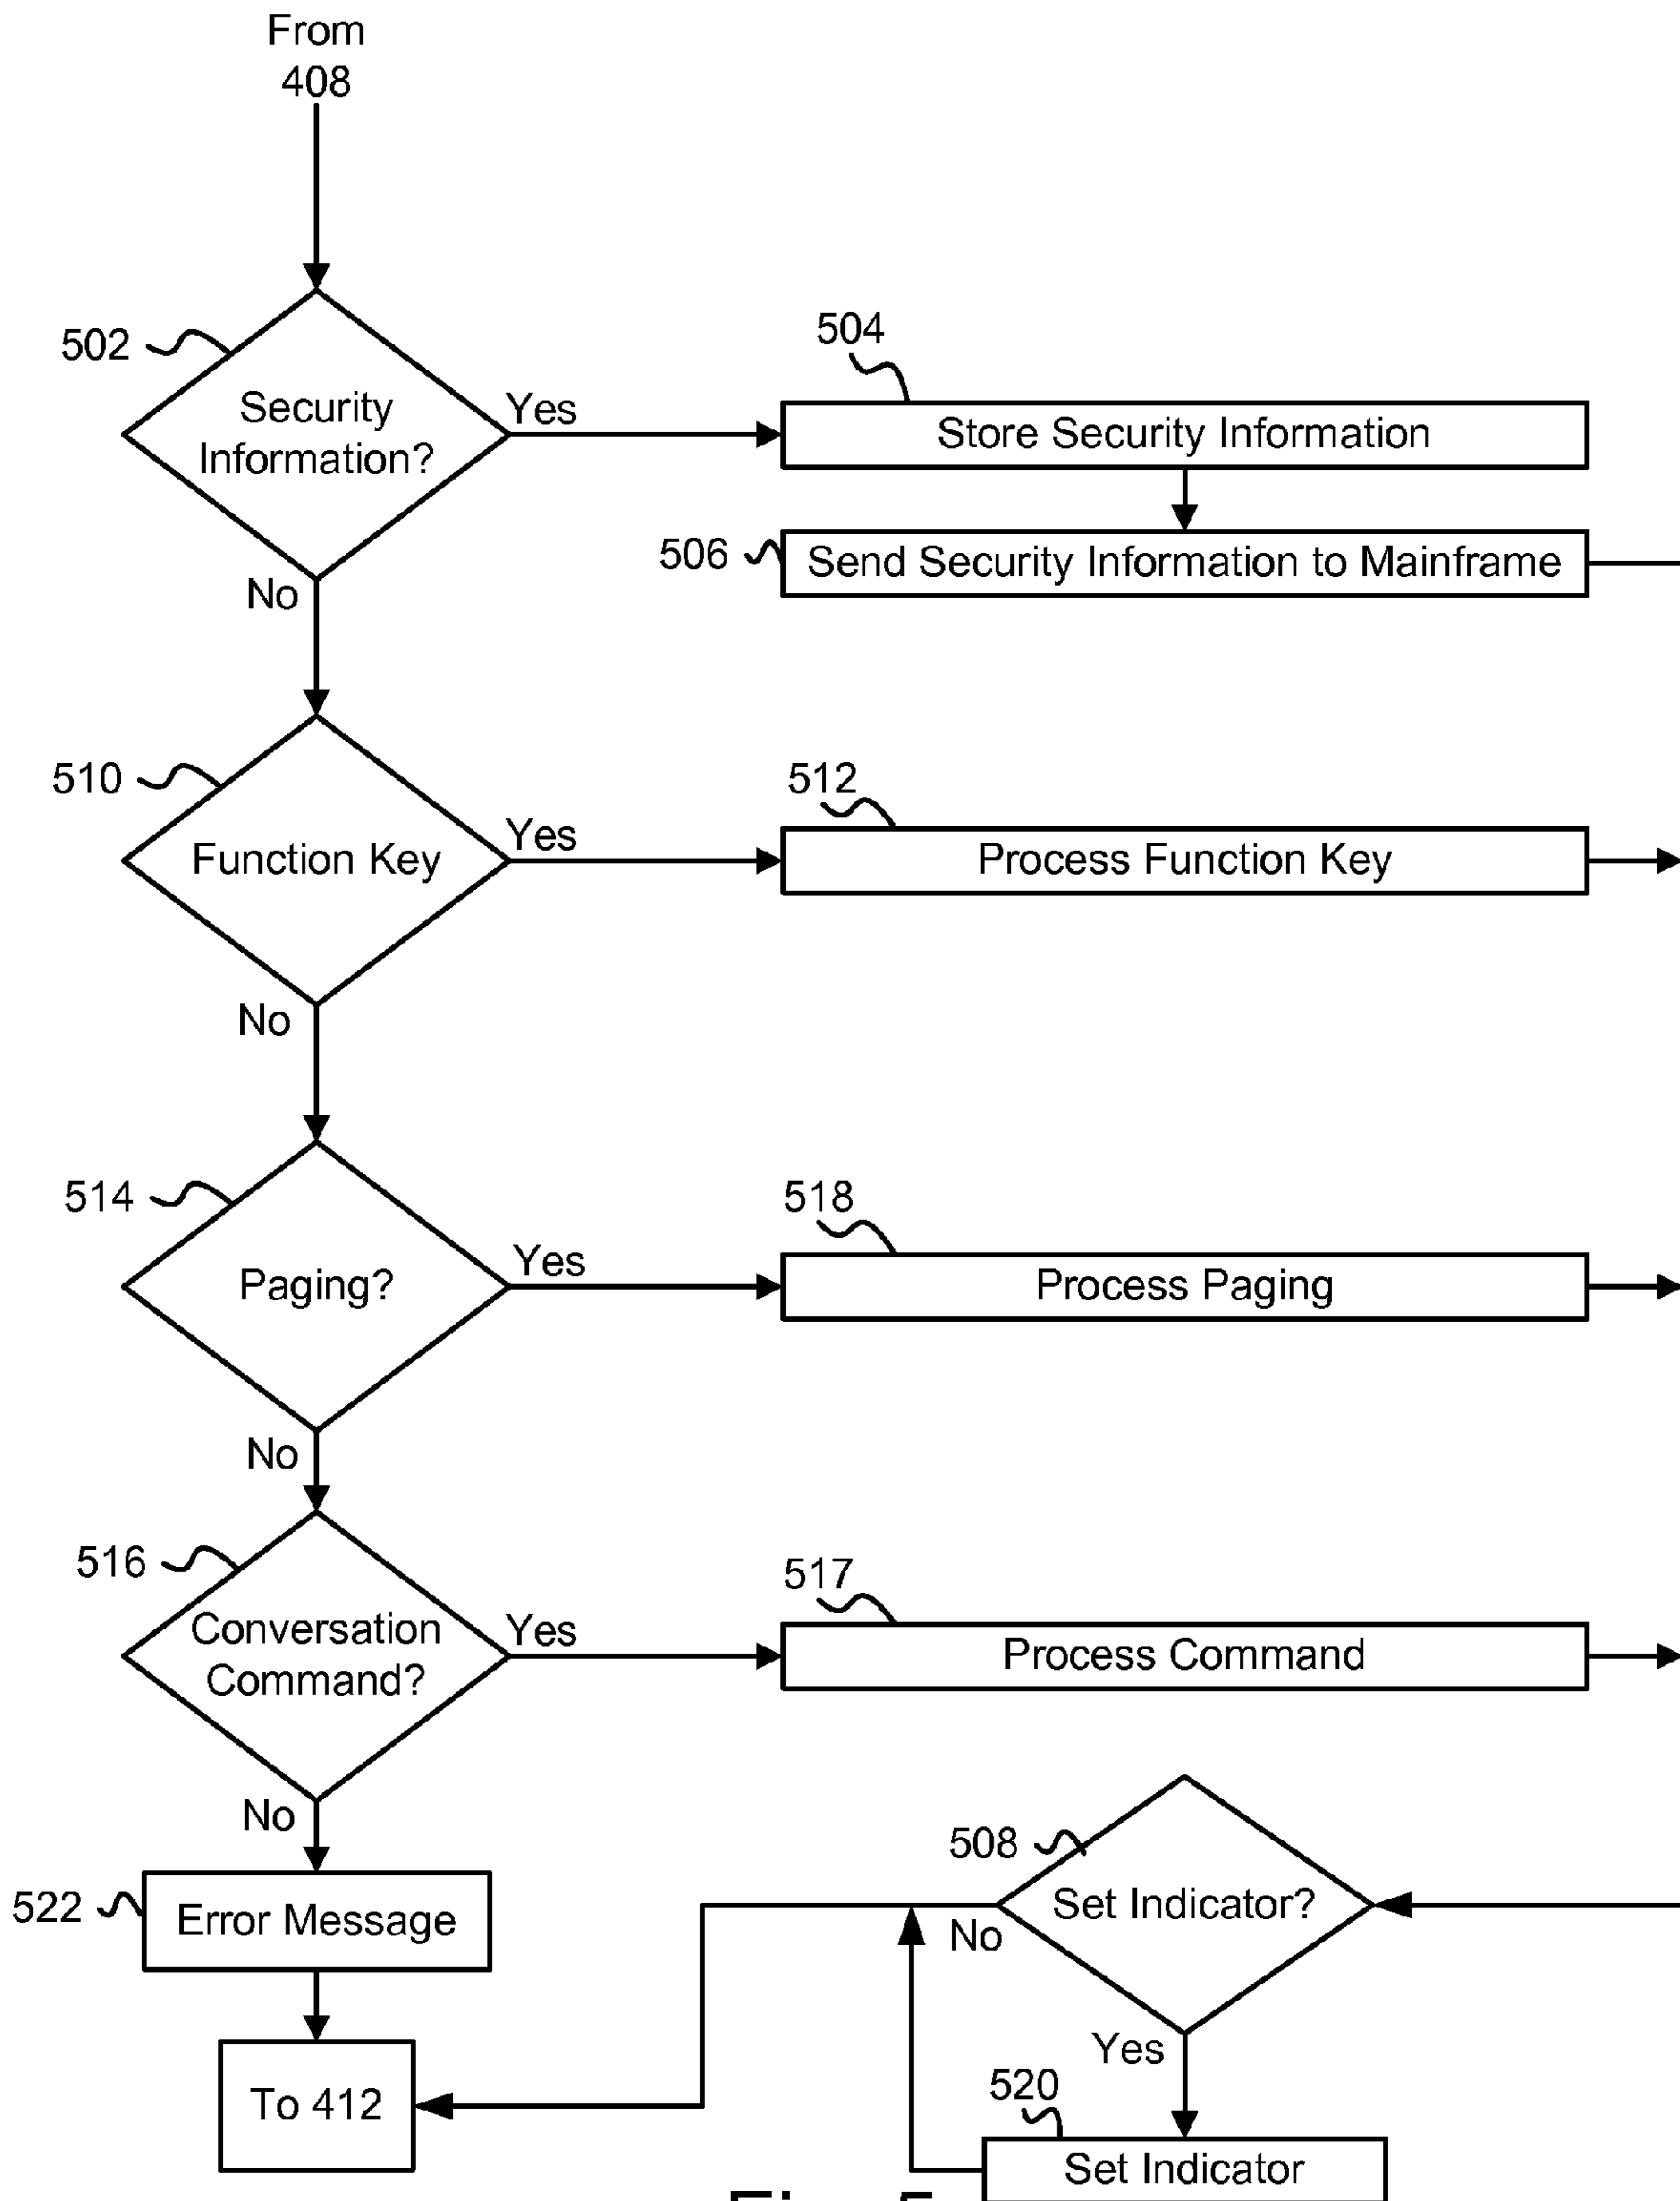 From
408
502
Security
Information?
Yes
504
Store Security Information
506
Send Security Information to Mainframe
No
510
Function Key
Yes
512
Process Function Key
No
514
Paging?
Yes
518
Process Paging
No
516
Conversation
Command?
Yes
517
Process Command
No
508
Set Indicator?
No
522
Error Message
Yes
To 412
520
Set Indicator